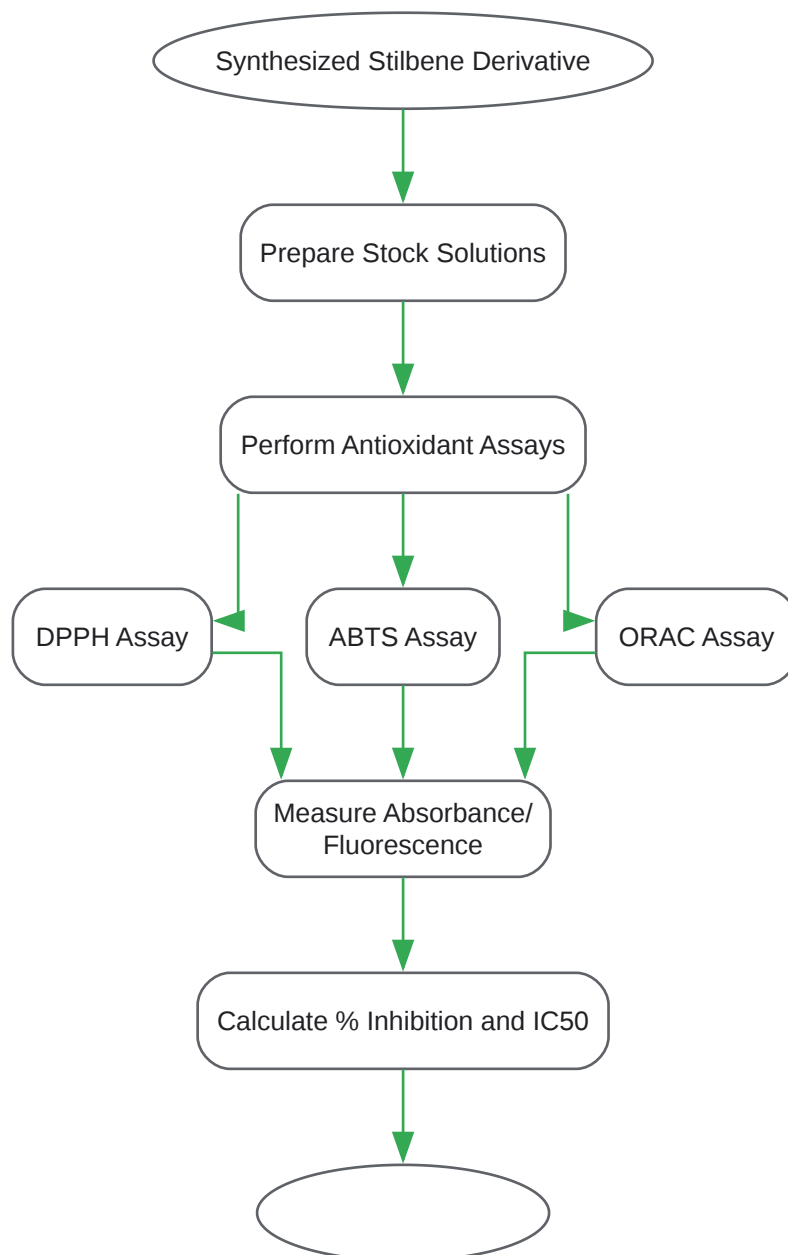 Synthesized Stilbene Derivative
Prepare Stock Solutions
Perform Antioxidant Assays
DPPH Assay
ABTS Assay
ORAC Assay
Measure Absorbance/
Fluorescence
Calculate % Inhibition and IC50